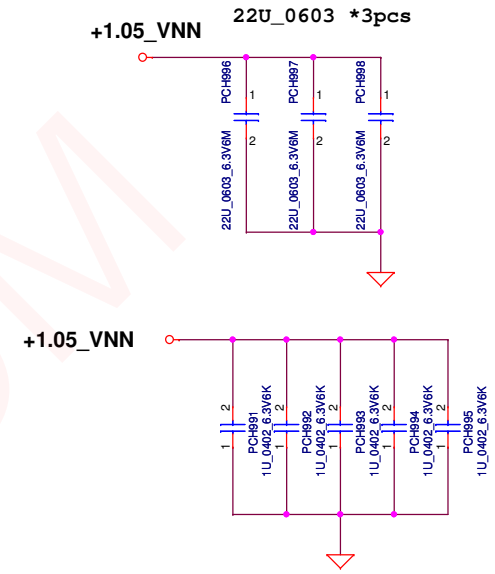 22U_0603 *3pcs
+1.05_VNN
PCH996
1
2
22U_0603_6.3V6M
PCH997
1
2
22U_0603_6.3V6M
PCH998
1
2
22U_0603_6.3V6M
+1.05_VNN
2
1
PCH991
1U_0402_6.3V6K
2
1
PCH992
1U_0402_6.3V6K
2
1
PCH993
1U_0402_6.3V6K
2
1
PCH994
1U_0402_6.3V6K
2
1
PCH995
1U_0402_6.3V6K